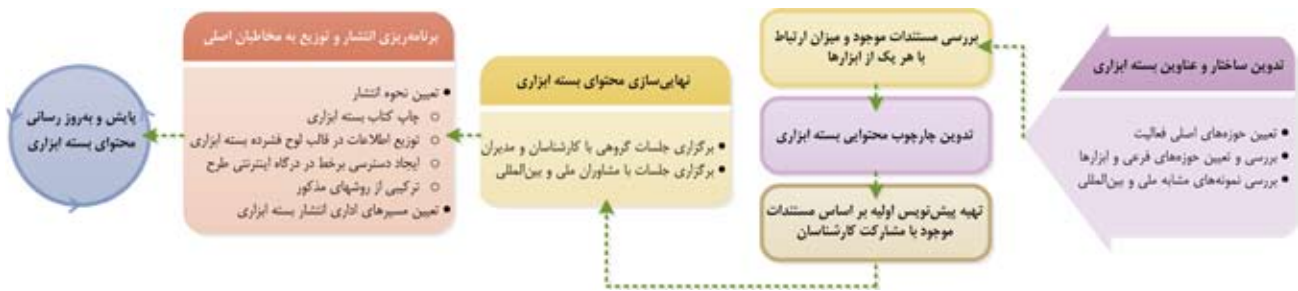 تدوین ساختار و عناوین بسته ابزاری
• تعیین حوزه‌های اصلی فعالیت
• بررسی و تعیین حوزه‌های فرعی و ابزارها
• بررسی نمونه‌های مشابه ملی و بین‌المللی
بررسی مستندات موجود و میزان ارتباط
با هر یک از ابزارها
تدوین چارچوب محتوایی بسته ابزاری
تهیه پیش‌نویس اولیه بر اساس مستندات
موجود با مشارکت کارشناسان
نهایی‌سازی محتوای بسته ابزاری
• برگزاری جلسات گروهی با کارشناسان و مدیران
• برگزاری جلسات با مشاوران ملی و بین‌المللی
برنامه‌ریزی انتشار و توزیع به مخاطبان اصلی
• تعیین نحوه انتشار
○ چاپ کتاب بسته ابزاری
○ توزیع اطلاعات در قالب لوح فشرده بسته ابزاری
○ ایجاد دسترسی برخط در درگاه اینترنتی طرح
○ ترکیبی از روشهای مذکور
• تعیین مسیرهای اداری انتشار بسته ابزاری
پایش و به‌روز رسانی
محتوای بسته ابزاری